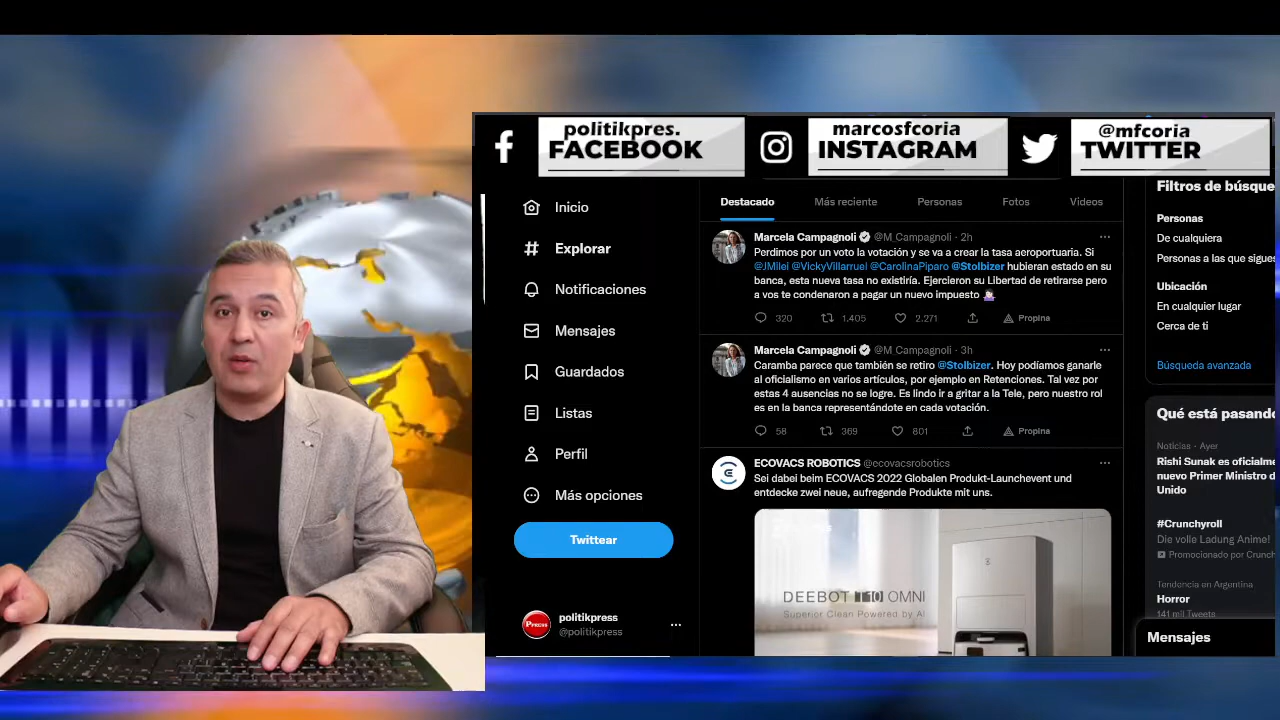 politikpres.
FACEBOOK
marcosfcoria
INSTAGRAM
@mfcoria
TWITTER
Inicio
Explorar
Notificaciones
Mensajes
Guardados
Listas
Perfil
Más opciones
Twittear
politikpress
@politikpress
Destacado
Más reciente
Personas
Fotos
Videos
Marcela Campagnoli @M_Campagnoli · 2h
Perdimos por un voto la votación y se va a crear la tasa aeroportuaria. Si
@JMilei @VickyVillarruel @CarolinaPiparo @Stolbizer hubieran estado en su
banca, esta nueva tasa no existiría. Ejercieron su Libertad de retirarse pero
a vos te condenaron a pagar un nuevo impuesto 🤷🏻‍♀️
320 1.405 2.271 Propina
Marcela Campagnoli @M_Campagnoli · 3h
Caramba parece que también se retiro @Stolbizer. Hoy podíamos ganarle
al oficialismo en varios artículos, por ejemplo en Retenciones. Tal vez por
estas 4 ausencias no se logre. Es lindo ir a gritar a la Tele, pero nuestro rol
es en la banca representándote en cada votación.
58 369 801 Propina
ECOVACS ROBOTICS @ecovacsrobotics
Sei dabei beim ECOVACS 2022 Globalen Produkt-Launchevent und
entdecke zwei neue, aufregende Produkte mit uns.
DEEBOT T10 OMNI
Superior Clean Powered by AI
Filtros de búsque
Personas
De cualquiera
Personas a las que sigues
Ubicación
En cualquier lugar
Cerca de ti
Búsqueda avanzada
Qué está pasando
Noticias · Ayer
Rishi Sunak es oficialme
nuevo Primer Ministro d
Unido
#Crunchyroll
Die volle Ladung Anime!
Promocionado por Crunch
Tendencia en Argentina
Horror
141 mil Tweets
Mensajes